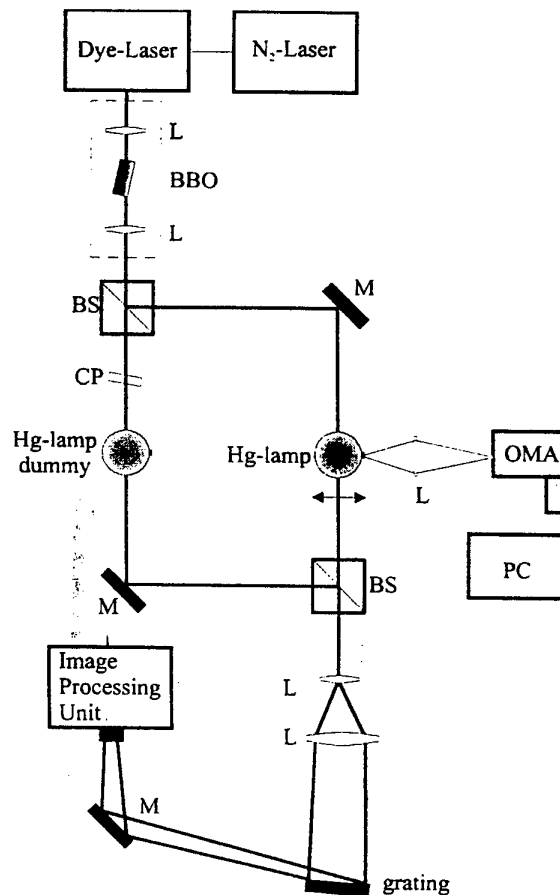 Dye-Laser
N₂-Laser
L
BBO
L
BS
M
CP
Hg-lamp
dummy
Hg-lamp
L
OMA
PC
M
BS
Image
Processing
Unit
L
L
M
grating